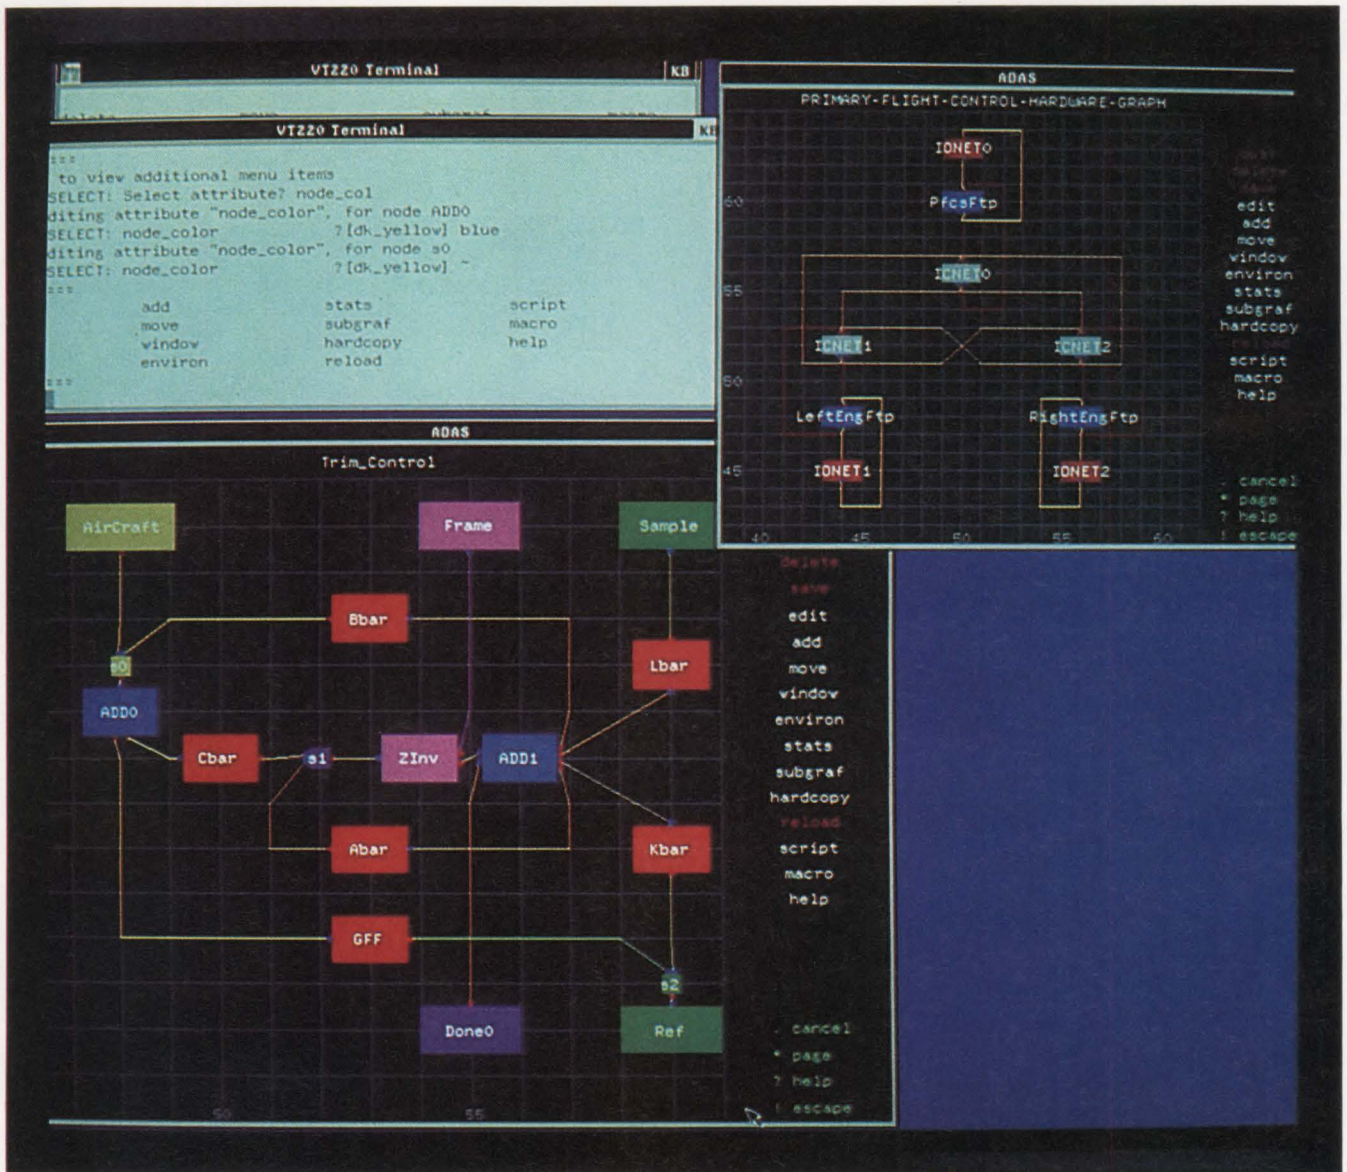 VT220 Terminal KB
VT220 Terminal KB
===
to view additional menu items
SELECT: Select attribute? node_col
diting attribute "node_color", for node ADD0
SELECT: node_color ?[dk_yellow] blue
diting attribute "node_color", for node s0
SELECT: node_color ?[dk_yellow] ~
===
add stats script
move subgraf macro
window hardcopy help
environ reload
===
ADAS
PRIMARY-FLIGHT-CONTROL-HARDWARE-GRAPH
IONET0
PfcsFtp
ICNET0
ICNET1 ICNET2
LeftEngFtp RightEngFtp
IONET1 IONET2
60
55
50
45
40 45 50 55 60
edit
add
move
window
environ
stats
subgraf
hardcopy
reload
script
macro
help
. cancel
* page
? help
! escape
ADAS
Trim_Control
AirCraft Frame Sample
Bbar
s0 Lbar
ADD0
Cbar s1 ZInv ADD1
Abar Kbar
GFF
s2
Done0 Ref
50 55
delete
save
edit
add
move
window
environ
stats
subgraf
hardcopy
reload
script
macro
help
. cancel
* page
? help
! escape